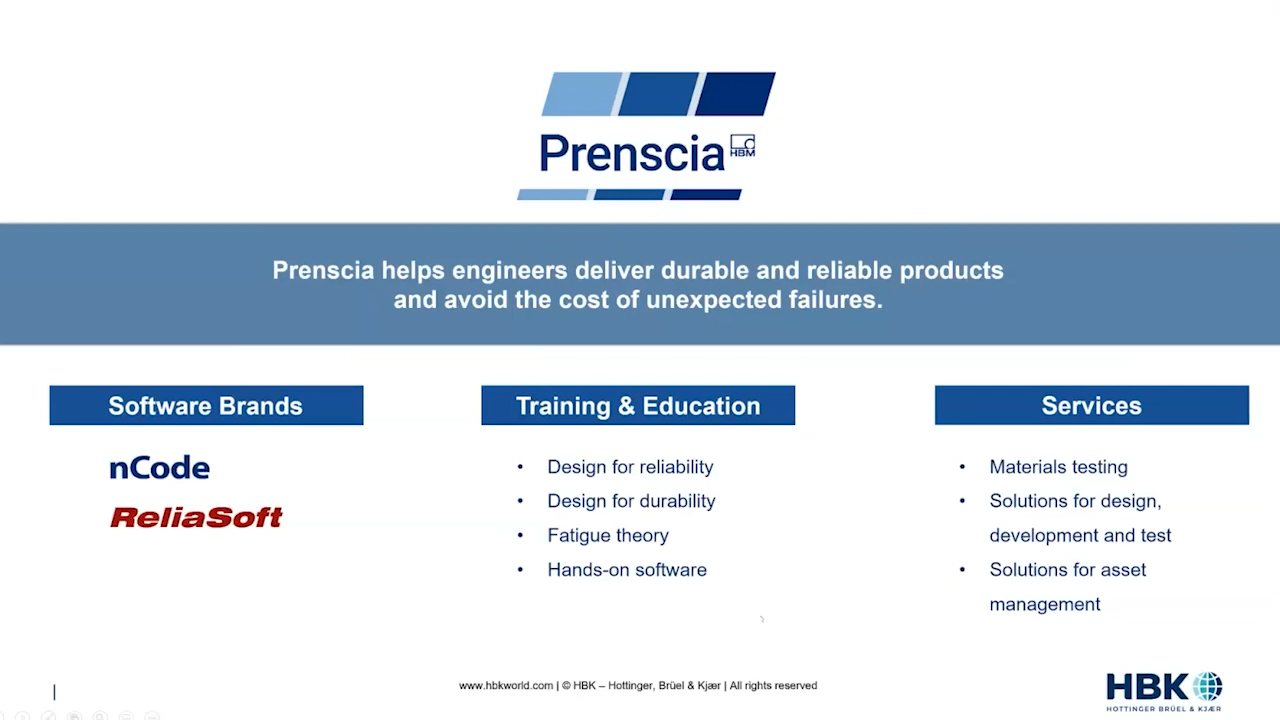 Prenscia HBM
Prenscia helps engineers deliver durable and reliable products
and avoid the cost of unexpected failures.
Software Brands
nCode
ReliaSoft
Training & Education
• Design for reliability
• Design for durability
• Fatigue theory
• Hands-on software
Services
• Materials testing
• Solutions for design,
development and test
• Solutions for asset
management
|
www.hbkworld.com | © HBK – Hottinger, Brüel & Kjær | All rights reserved
HBK
HOTTINGER BRÜEL & KJÆR